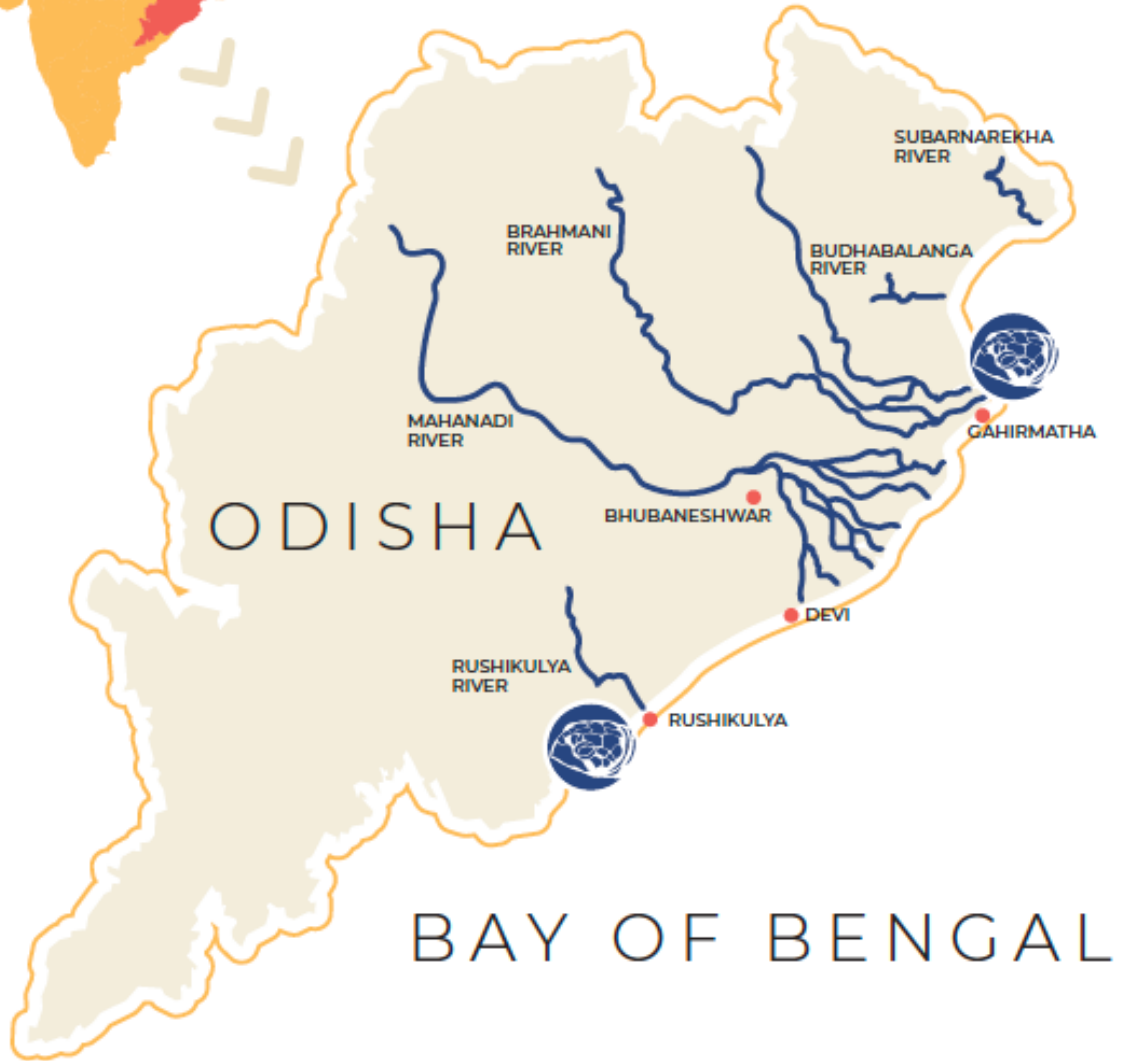 SUBARNAREKHA
RIVER
BRAHMANI
RIVER
BUDHABALANGA
RIVER
MAHANADI
RIVER
GAHIRMATHA
ODISHA
BHUBANESHWAR
DEVI
RUSHIKULYA
RIVER
RUSHIKULYA
BAY OF BENGAL